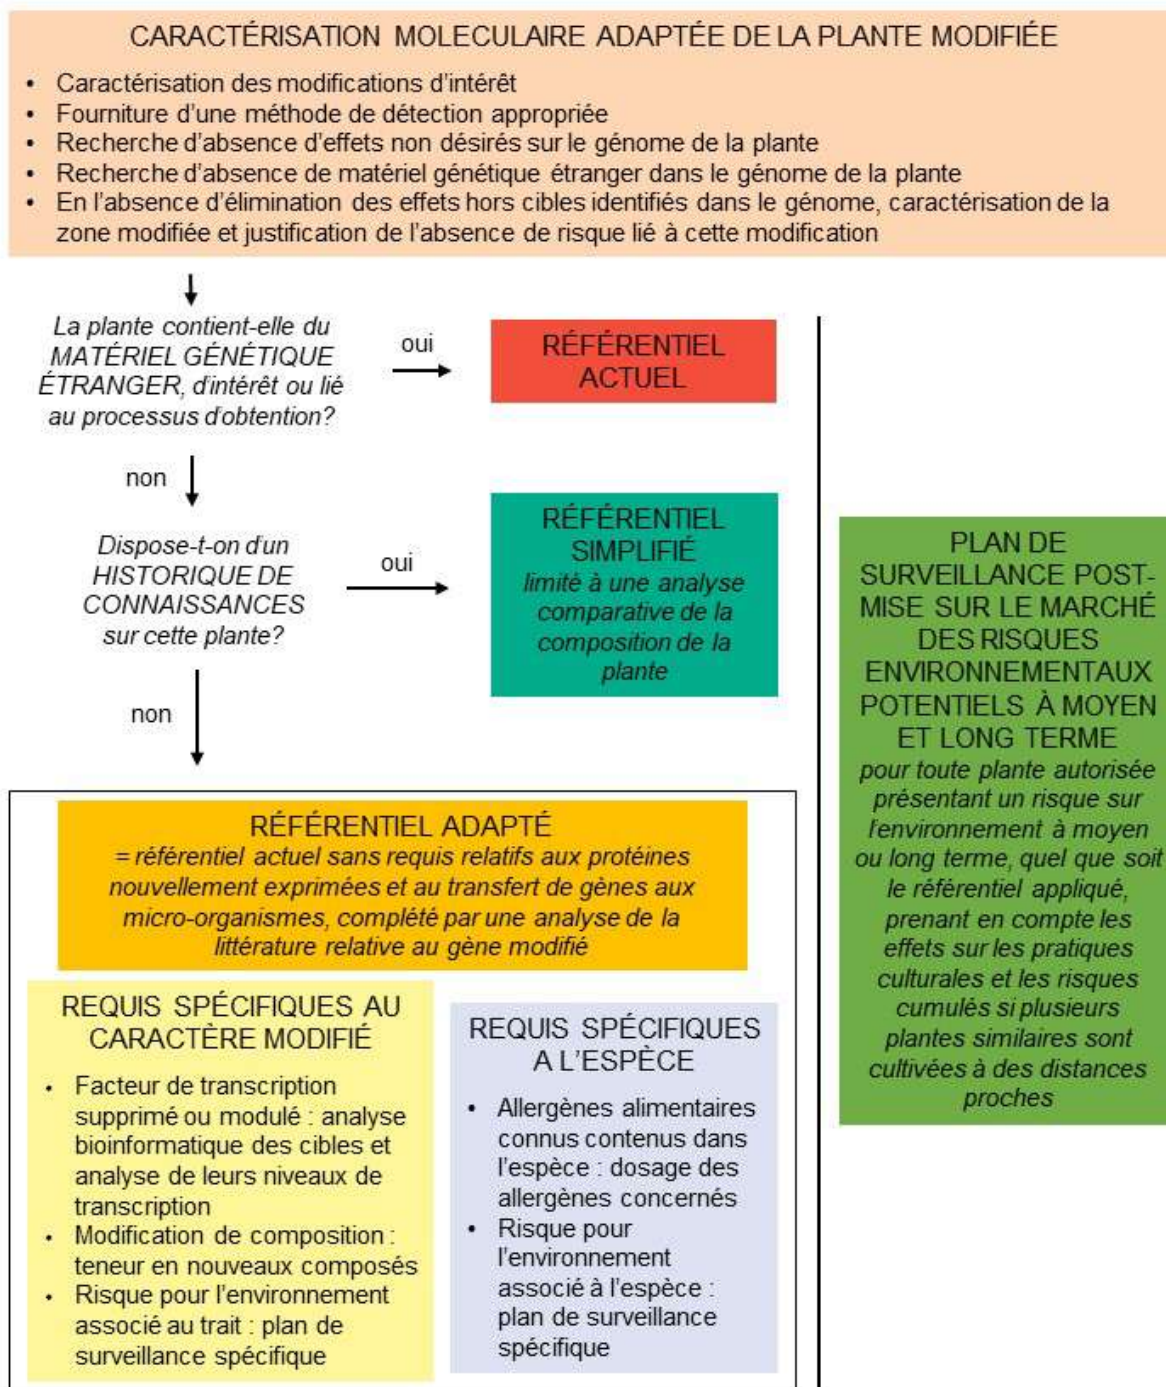 CARACTÉRISATION MOLECULAIRE ADAPTÉE DE LA PLANTE MODIFIÉE
• Caractérisation des modifications d'intérêt
• Fourniture d'une méthode de détection appropriée
• Recherche d'absence d'effets non désirés sur le génome de la plante
• Recherche d'absence de matériel génétique étranger dans le génome de la plante
• En l'absence d'élimination des effets hors cibles identifiés dans le génome, caractérisation de la
zone modifiée et justification de l'absence de risque lié à cette modification
La plante contient-elle du
MATÉRIEL GÉNÉTIQUE
ÉTRANGER, d'intérêt ou lié
au processus d'obtention?
oui
RÉFÉRENTIEL
ACTUEL
non
Dispose-t-on d'un
HISTORIQUE DE
CONNAISSANCES
sur cette plante?
oui
RÉFÉRENTIEL
SIMPLIFIÉ
limité à une analyse
comparative de la
composition de la
plante
non
RÉFÉRENTIEL ADAPTÉ
= référentiel actuel sans requis relatifs aux protéines
nouvellement exprimées et au transfert de gènes aux
micro-organismes, complété par une analyse de la
littérature relative au gène modifié
REQUIS SPÉCIFIQUES AU
CARACTÈRE MODIFIÉ
• Facteur de transcription
supprimé ou modulé : analyse
bioinformatique des cibles et
analyse de leurs niveaux de
transcription
• Modification de composition :
teneur en nouveaux composés
• Risque pour l'environnement
associé au trait : plan de
surveillance spécifique
REQUIS SPÉCIFIQUES
A L'ESPÈCE
• Allergènes alimentaires
connus contenus dans
l'espèce : dosage des
allergènes concernés
• Risque pour
l'environnement
associé à l'espèce :
plan de surveillance
spécifique
PLAN DE
SURVEILLANCE POST-
MISE SUR LE MARCHÉ
DES RISQUES
ENVIRONNEMENTAUX
POTENTIELS À MOYEN
ET LONG TERME
pour toute plante autorisée
présentant un risque sur
l'environnement à moyen
ou long terme, quel que soit
le référentiel appliqué,
prenant en compte les
effets sur les pratiques
culturales et les risques
cumulés si plusieurs
plantes similaires sont
cultivées à des distances
proches